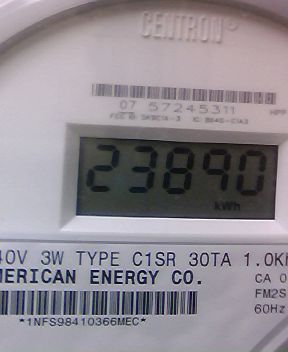 CENTRON®
07 57245311
23890
kWh
40V 3W TYPE C1SR 30TA 1.0K
MERICAN ENERGY CO.
CA 0
FM2S
60Hz
*1NFS98410366MEC*